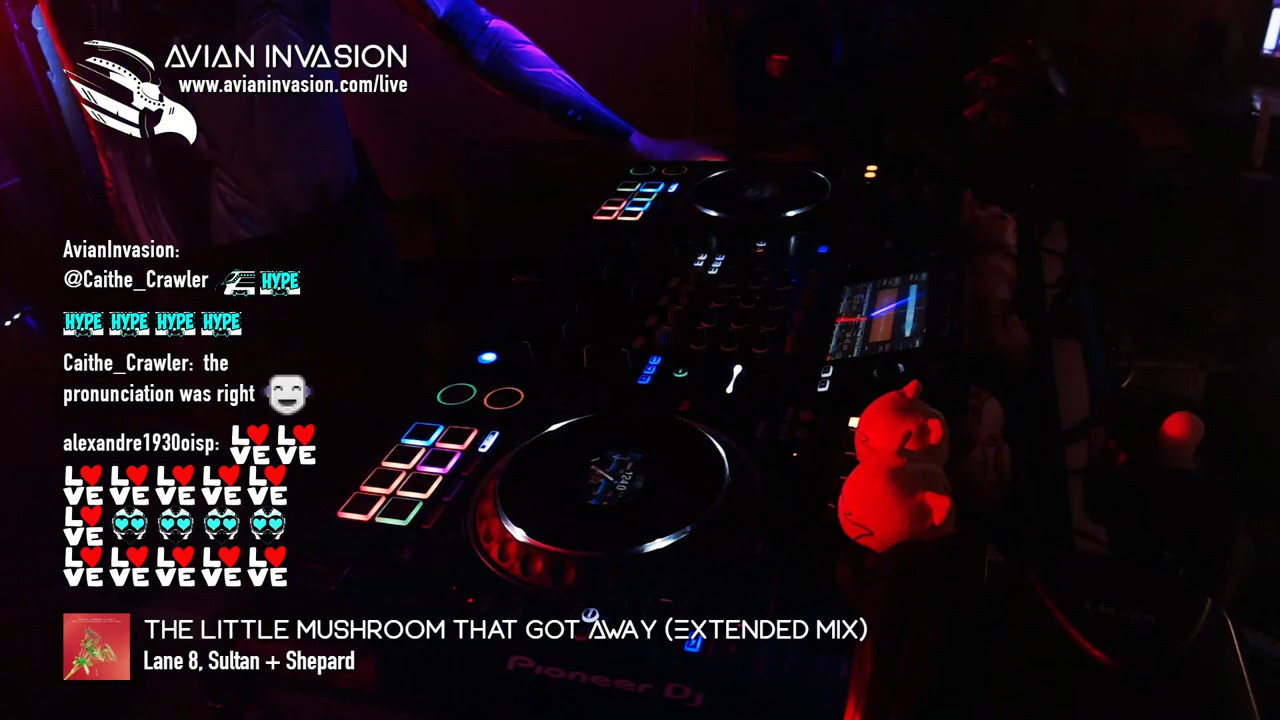 AVIAN INVASION
www.avianinvasion.com/live
AvianInvasion:
@Caithe_Crawler HYPE
HYPE HYPE HYPE HYPE
Caithe_Crawler: the
pronunciation was right
alexandre1930oisp: LOVE LOVE
LOVE LOVE LOVE LOVE LOVE
LOVE
LOVE LOVE LOVE LOVE LOVE
THE LITTLE MUSHROOM THAT GOT AWAY (EXTENDED MIX)
Lane 8, Sultan + Shepard
Pioneer DJ